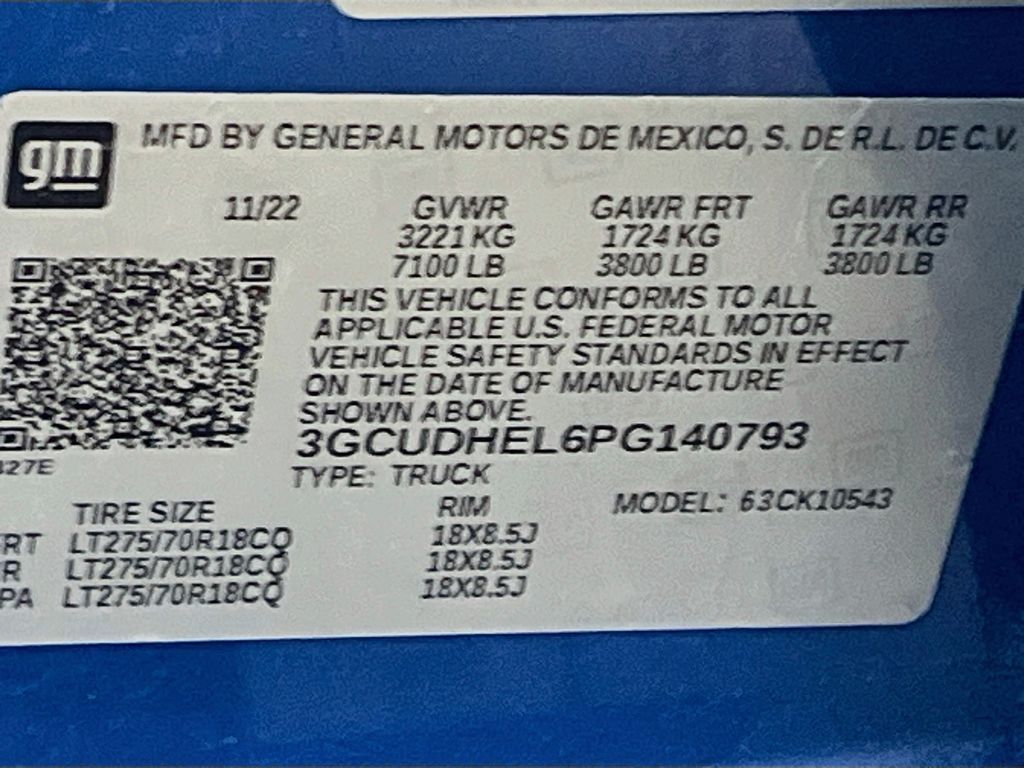 gm
MFD BY GENERAL MOTORS DE MEXICO, S. DE R.L. DE C.V.
11/22 GVWR GAWR FRT GAWR RR
3221 KG 1724 KG 1724 KG
7100 LB 3800 LB 3800 LB
THIS VEHICLE CONFORMS TO ALL
APPLICABLE U.S. FEDERAL MOTOR
VEHICLE SAFETY STANDARDS IN EFFECT
ON THE DATE OF MANUFACTURE
SHOWN ABOVE.
3GCUDHEL6PG140793
27E
TYPE: TRUCK
TIRE SIZE RIM MODEL: 63CK10543
RT LT275/70R18CQ 18X8.5J
R LT275/70R18CQ 18X8.5J
PA LT275/70R18CQ 18X8.5J